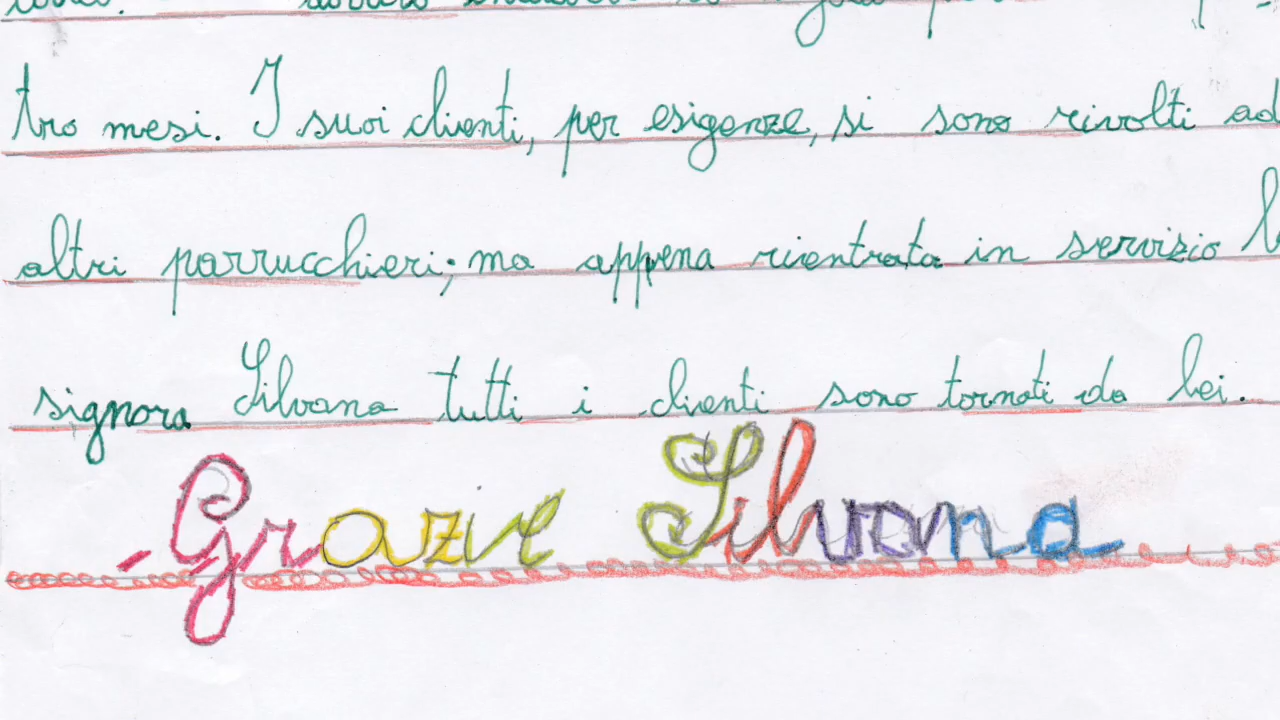 tro mesi. I suoi clienti, per esigenze, si sono rivolti ad
altri parrucchieri; ma appena rientrata in servizio la
signora Silvana tutti i clienti sono tornati da lei.
Grazie Silvana